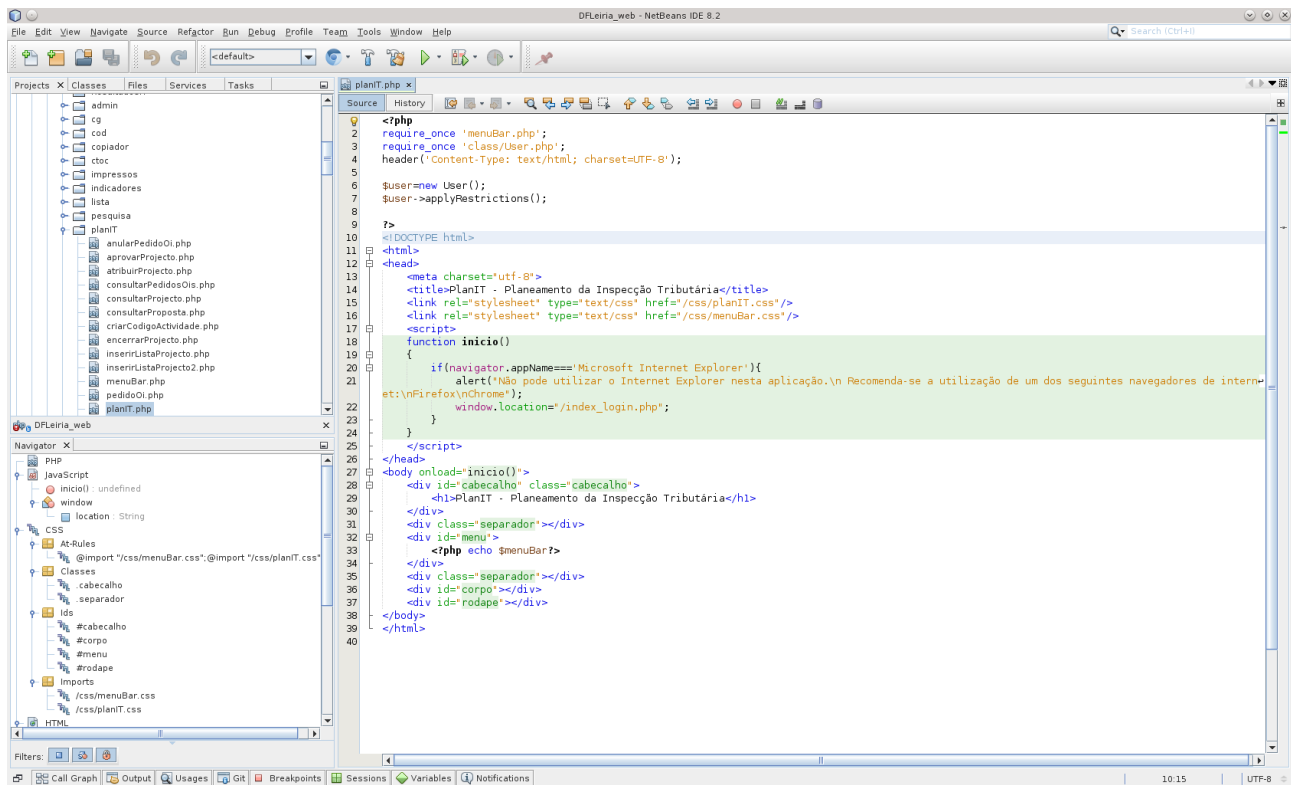 DFLeiria_web - NetBeans IDE 8.2
File Edit View Navigate Source Refactor Run Debug Profile Team Tools Window Help
Search (Ctrl+I)
<default>
Projects Classes Files Services Tasks
admin
cg
cod
copiador
ctoc
impressos
indicadores
lista
pesquisa
planIT
anularPedidoOi.php
aprovarProjecto.php
atribuirProjecto.php
consultarPedidosOis.php
consultarProjecto.php
consultarProposta.php
criarCodigoActividade.php
encerrarProjecto.php
inserirListaProjecto.php
inserirListaProjecto2.php
menuBar.php
pedidoOi.php
planIT.php
DFLeiria_web
Navigator
PHP
JavaScript
inicio() : undefined
window
location : String
CSS
At-Rules
@import "/css/menuBar.css";@import "/css/planIT.css"
Classes
.cabecalho
.separador
Ids
#cabecalho
#corpo
#menu
#rodape
Imports
/css/menuBar.css
/css/planIT.css
HTML
Filters:
planIT.php
Source History
<?php
2 require_once 'menuBar.php';
3 require_once 'class/User.php';
4 header('Content-Type: text/html; charset=UTF-8');
5
6 $user=new User();
7 $user->applyRestrictions();
8
9 ?>
10 <!DOCTYPE html>
11 <html>
12 <head>
13 <meta charset="utf-8">
14 <title>PlanIT - Planeamento da Inspecção Tributária</title>
15 <link rel="stylesheet" type="text/css" href="/css/planIT.css"/>
16 <link rel="stylesheet" type="text/css" href="/css/menuBar.css"/>
17 <script>
18 function inicio()
19 {
20 if(navigator.appName==='Microsoft Internet Explorer'){
21 alert("Não pode utilizar o Internet Explorer nesta aplicação.\n Recomenda-se a utilização de um dos seguintes navegadores de intern
et:\nFirefox\nChrome");
22 window.location="/index_login.php";
23 }
24 }
25 </script>
26 </head>
27 <body onload="inicio()">
28 <div id="cabecalho" class="cabecalho">
29 <h1>PlanIT - Planeamento da Inspecção Tributária</h1>
30 </div>
31 <div class="separador"></div>
32 <div id="menu">
33 <?php echo $menuBar?>
34 </div>
35 <div class="separador"></div>
36 <div id="corpo"></div>
37 <div id="rodape"></div>
38 </body>
39 </html>
40
Call Graph Output Usages Git Breakpoints Sessions Variables Notifications
10:15 UTF-8